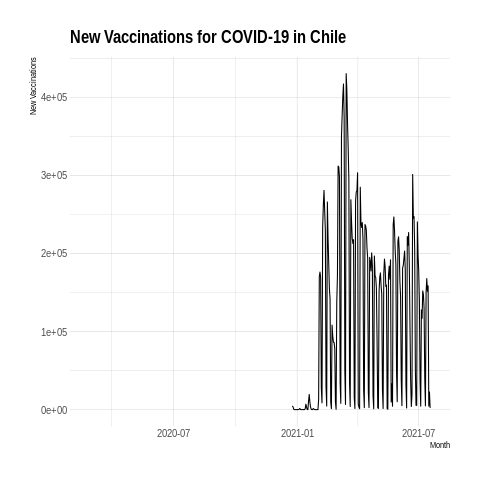 New Vaccinations for COVID-19 in Chile
New Vaccinations
4e+05
3e+05
2e+05
1e+05
0e+00
2020-07
2021-01
2021-07
Month